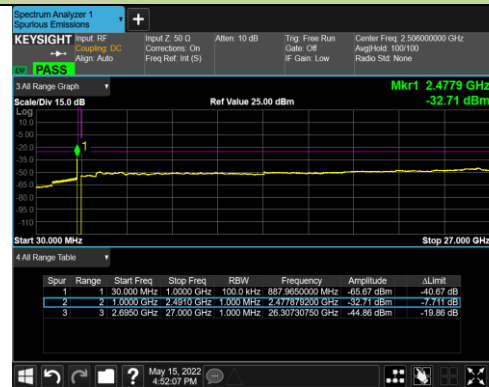 Spectrum Analyzer 1
Spurious Emissions
+
KEYSIGHT Input: RF Input Z: 50 Ω Atten: 10 dB Trig: Free Run Center Freq: 2.506000000 GHz
Coupling: DC Corrections: On Gate: Off Avg|Hold: 100/100
Align: Auto Freq Ref: Int (S) IF Gain: Low Radio Std: None
LW PASS
3 All Range Graph Mkr1 2.4779 GHz
Scale/Div 15.0 dB Ref Value 25.00 dBm -32.71 dBm
Log
10.0
-5.00
-20.0
-35.0
-50.0
-65.0
-80.0
-95.0
-110
1
Start 30.000 MHz Stop 27.000 GHz
4 All Range Table
Spur Range Start Freq Stop Freq RBW Frequency Amplitude ΔLimit
1 1 30.000 MHz 1.0000 GHz 100.0 kHz 887.9650000 MHz -65.67 dBm -40.67 dB
2 2 1.0000 GHz 2.4910 GHz 1.000 MHz 2.477879200 GHz -32.71 dBm -7.711 dB
3 3 2.6950 GHz 27.000 GHz 1.000 MHz 26.30730750 GHz -44.86 dBm -19.86 dB
? May 15, 2022
4:52:07 PM